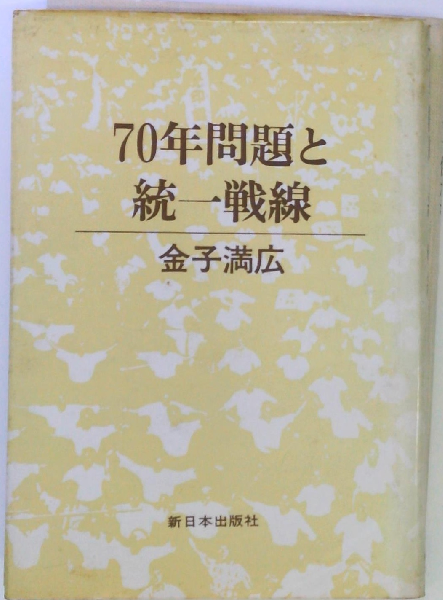 70年問題と
統一戦線
金子満広
新日本出版社